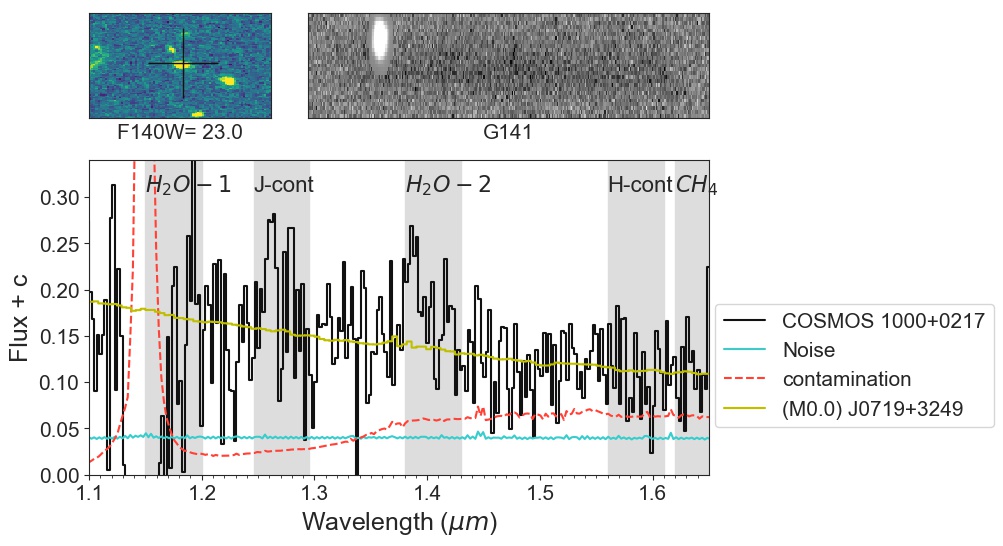 F140W= 23.0
G141
H₂O − 1
J-cont
H₂O − 2
H-cont
CH₄
0.30
0.25
0.20
0.15
0.10
0.05
0.00
Flux + c
1.1
1.2
1.3
1.4
1.5
1.6
Wavelength (μm)
COSMOS 1000+0217
Noise
contamination
(M0.0) J0719+3249